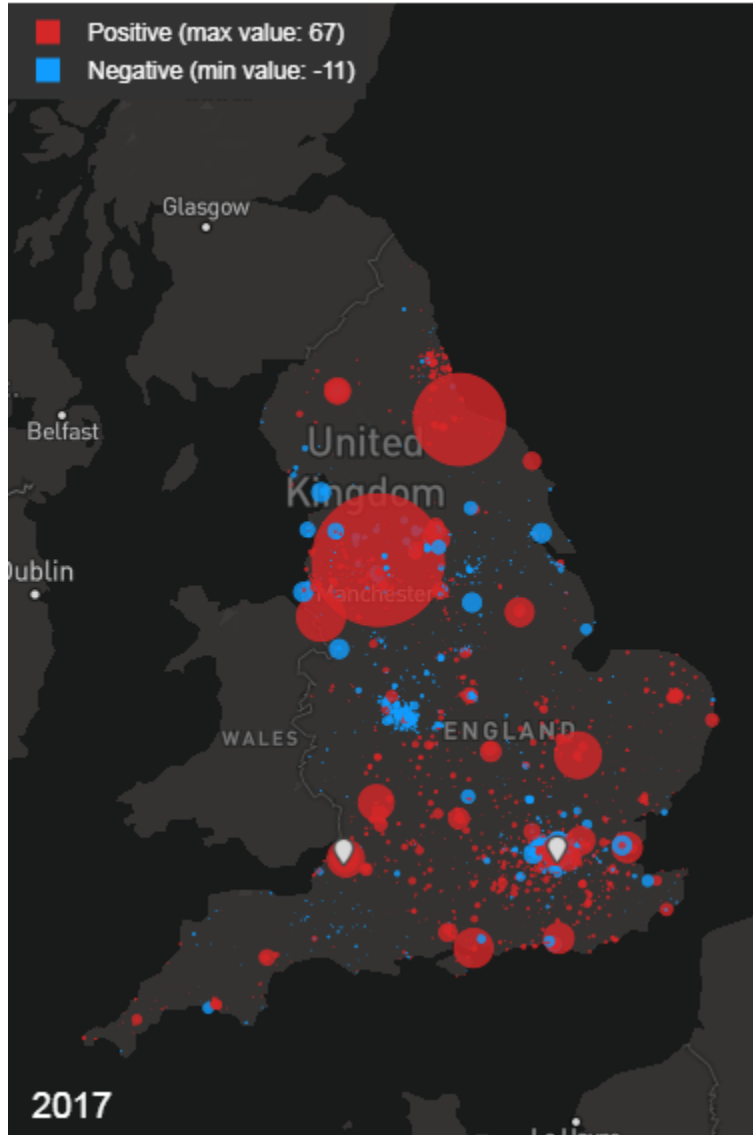 Positive (max value: 67)
Negative (min value: -11)
Glasgow
Belfast
United
Kingdom
Dublin
Manchester
ENGLAND
WALES
2017